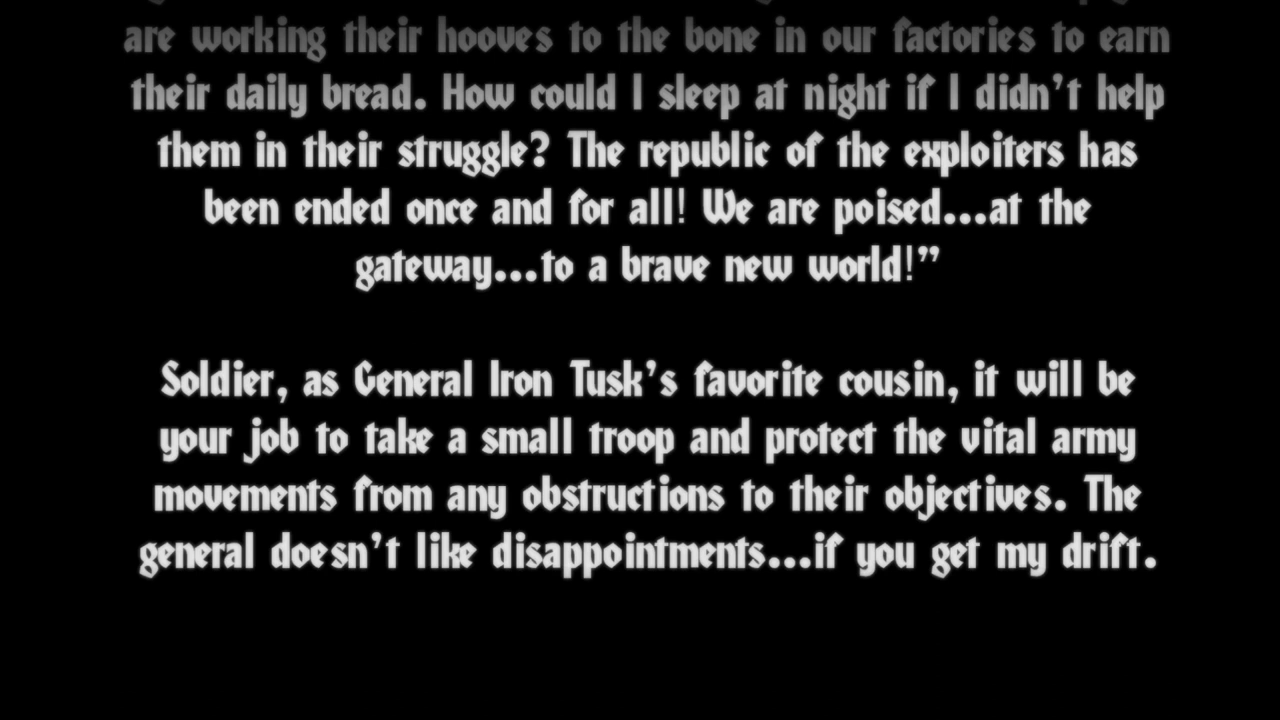 are working their hooves to the bone in our factories to earn
their daily bread. How could I sleep at night if I didn't help
them in their struggle? The republic of the exploiters has
been ended once and for all! We are poised...at the
gateway...to a brave new world!”

Soldier, as General Iron Tusk's favorite cousin, it will be
your job to take a small troop and protect the vital army
movements from any obstructions to their objectives. The
general doesn't like disappointments...if you get my drift.